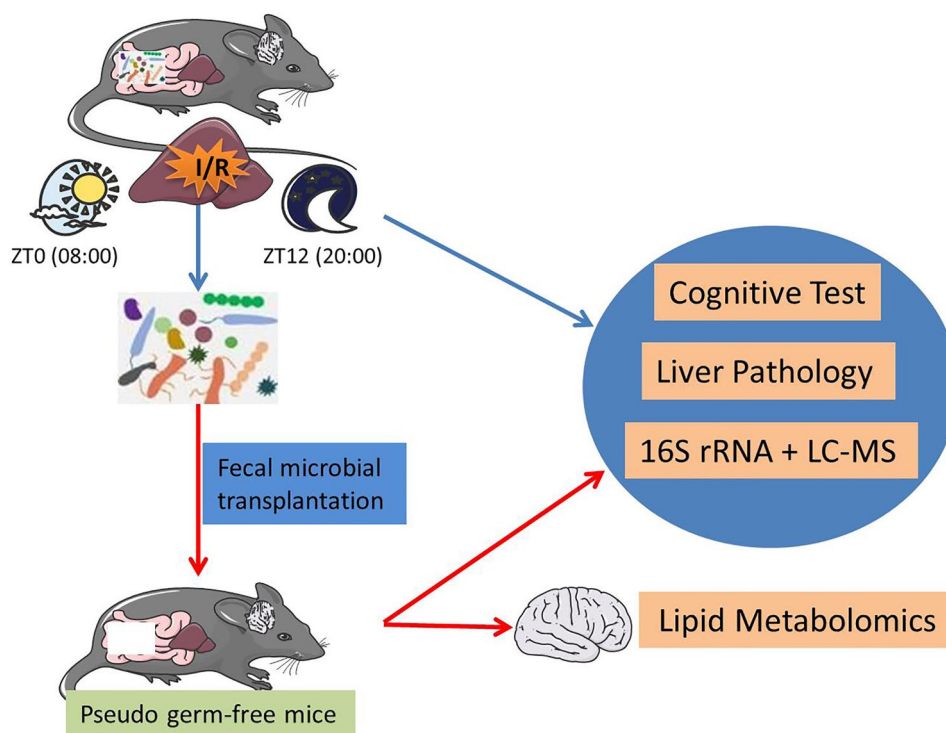 I/R
ZT0 (08:00)
ZT12 (20:00)
Cognitive Test
Liver Pathology
16S rRNA + LC-MS
Fecal microbial
transplantation
Lipid Metabolomics
Pseudo germ-free mice